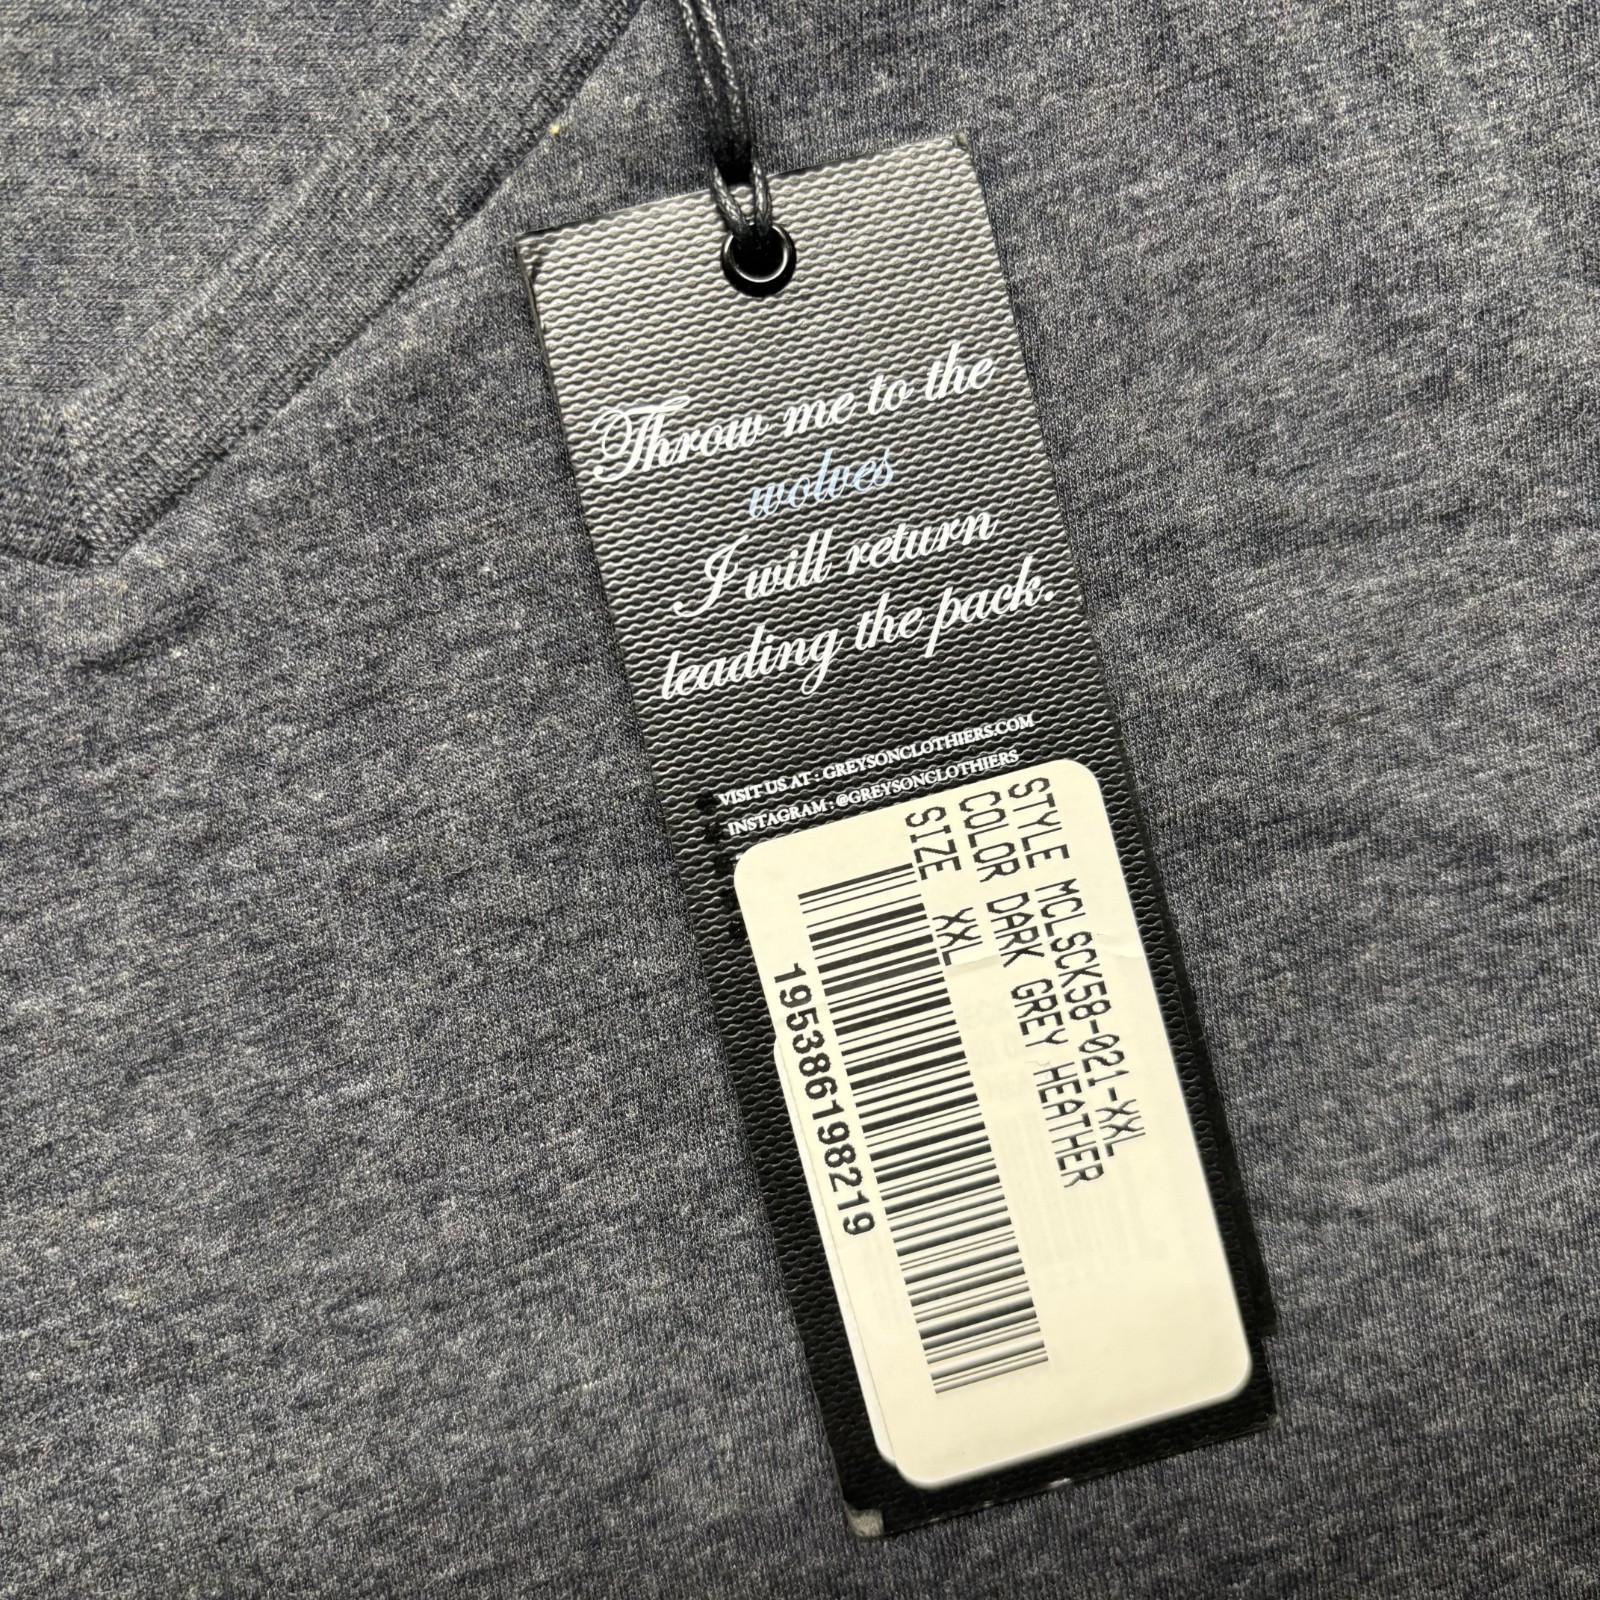 Throw me to the
wolves
I will return
leading the pack.
VISIT US AT : GREYSONCLOTHIERS.COM
INSTAGRAM : @GREYSONCLOTHIERS
STYLE MCLSCK58-021-XXL
COLOR DARK GREY HEATHER
SIZE XXL
195386198219